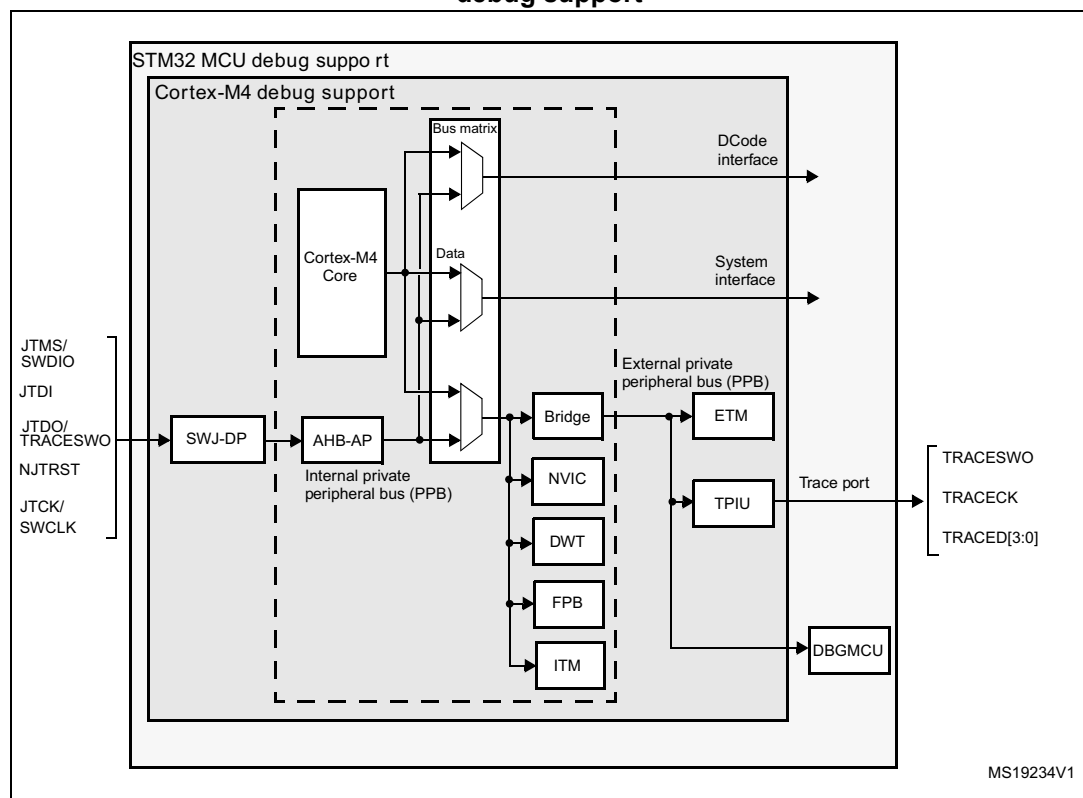 debug support
STM32 MCU debug suppo rt
Cortex-M4 debug support
Bus matrix
DCode
interface
Cortex-M4
Core
Data
System
interface
JTMS/
SWDIO
JTDI
JTDO/
TRACESWO
NJTRST
JTCK/
SWCLK
SWJ-DP
AHB-AP
Internal private
peripheral bus (PPB)
External private
peripheral bus (PPB)
Bridge
NVIC
DWT
FPB
ITM
ETM
TPIU
Trace port
TRACESWO
TRACECK
TRACED[3:0]
DBGMCU
MS19234V1